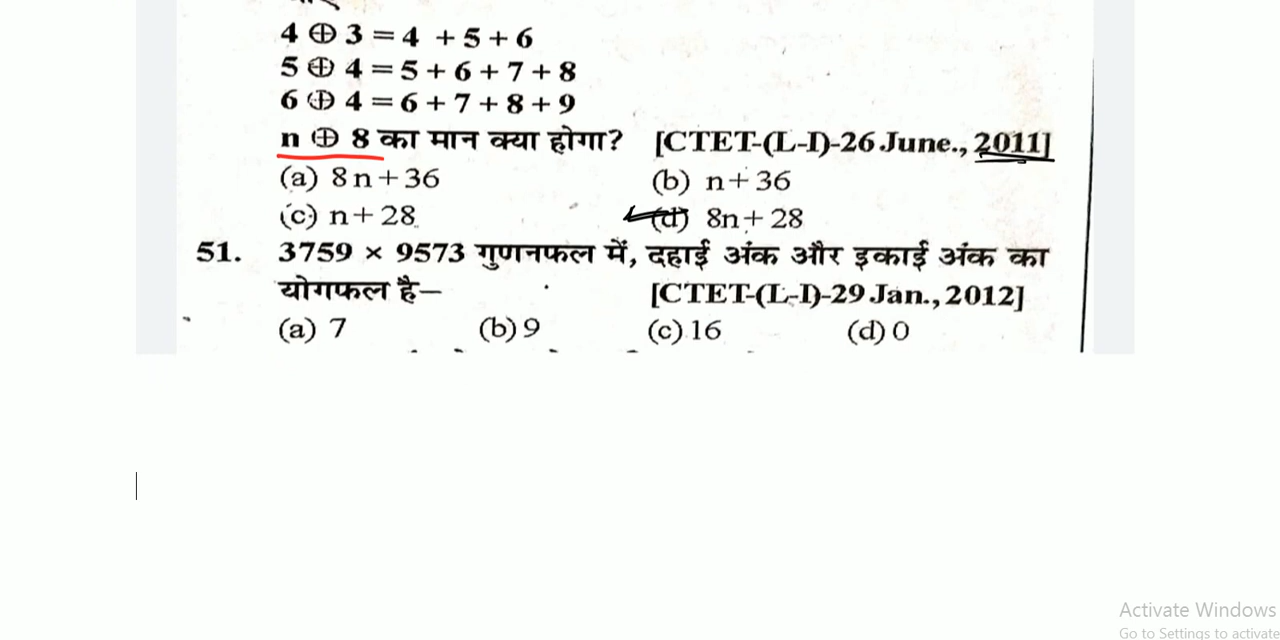 4 ⊕ 3 = 4 + 5 + 6
5 ⊕ 4 = 5 + 6 + 7 + 8
6 ⊕ 4 = 6 + 7 + 8 + 9
n ⊕ 8 का मान क्या होगा? [CTET-(L-I)-26 June., 2011]
(a) 8n+36 (b) n+36
(c) n+28 (d) 8n+28
51. 3759 × 9573 गुणनफल में, दहाई अंक और इकाई अंक का
योगफल है— [CTET-(L-I)-29 Jan., 2012]
(a) 7 (b) 9 (c) 16 (d) 0
Activate Windows
Go to Settings to activate